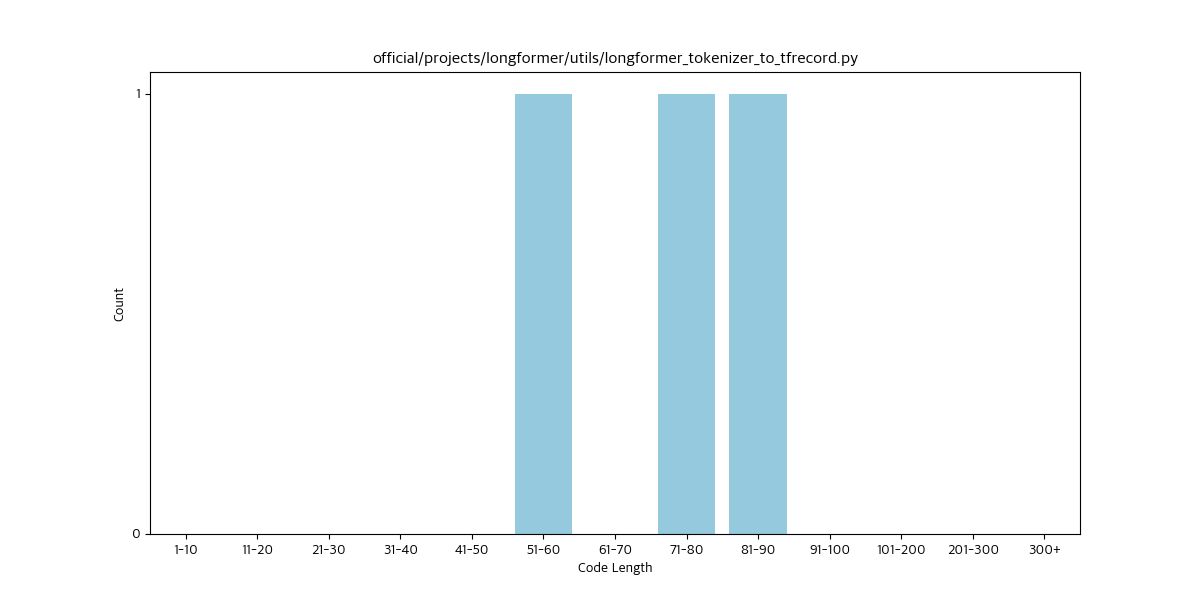 official/projects/longformer/utils/longformer_tokenizer_to_tfrecord.py
1
0
Count
1-10 11-20 21-30 31-40 41-50 51-60 61-70 71-80 81-90 91-100 101-200 201-300 300+
Code Length